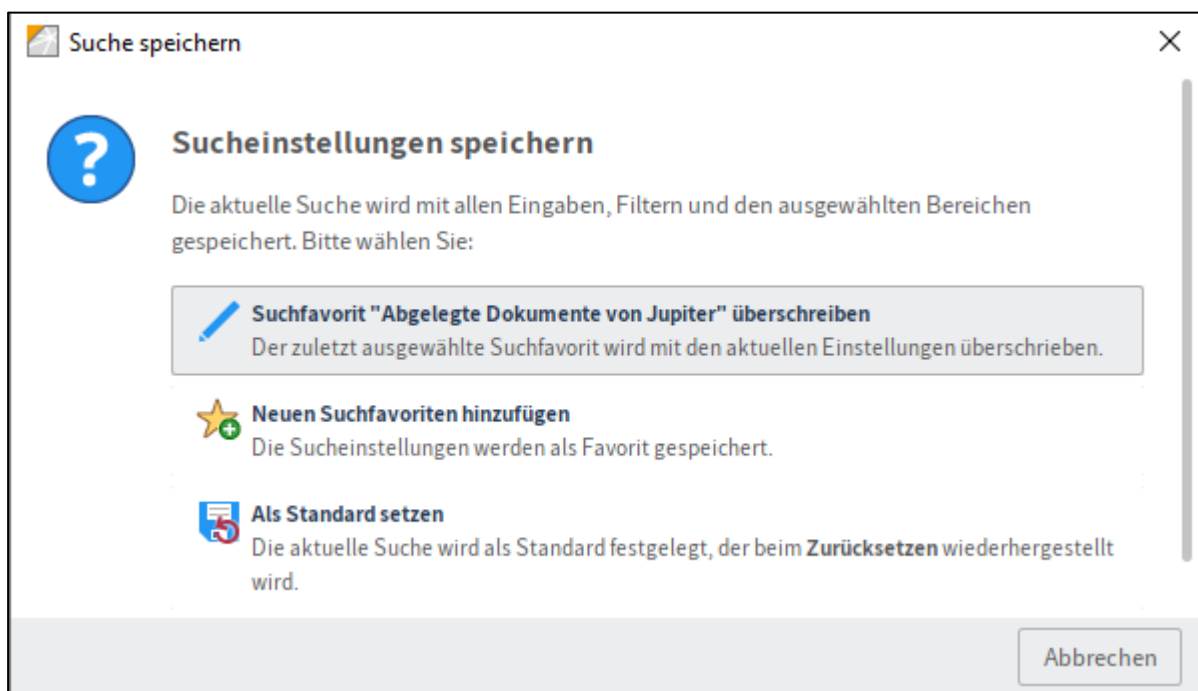 Suche speichern
Sucheinstellungen speichern
Die aktuelle Suche wird mit allen Eingaben, Filtern und den ausgewählten Bereichen
gespeichert. Bitte wählen Sie:
Suchfavorit "Abgelegte Dokumente von Jupiter" überschreiben
Der zuletzt ausgewählte Suchfavorit wird mit den aktuellen Einstellungen überschrieben.
Neuen Suchfavoriten hinzufügen
Die Sucheinstellungen werden als Favorit gespeichert.
Als Standard setzen
Die aktuelle Suche wird als Standard festgelegt, der beim Zurücksetzen wiederhergestellt
wird.
Abbrechen